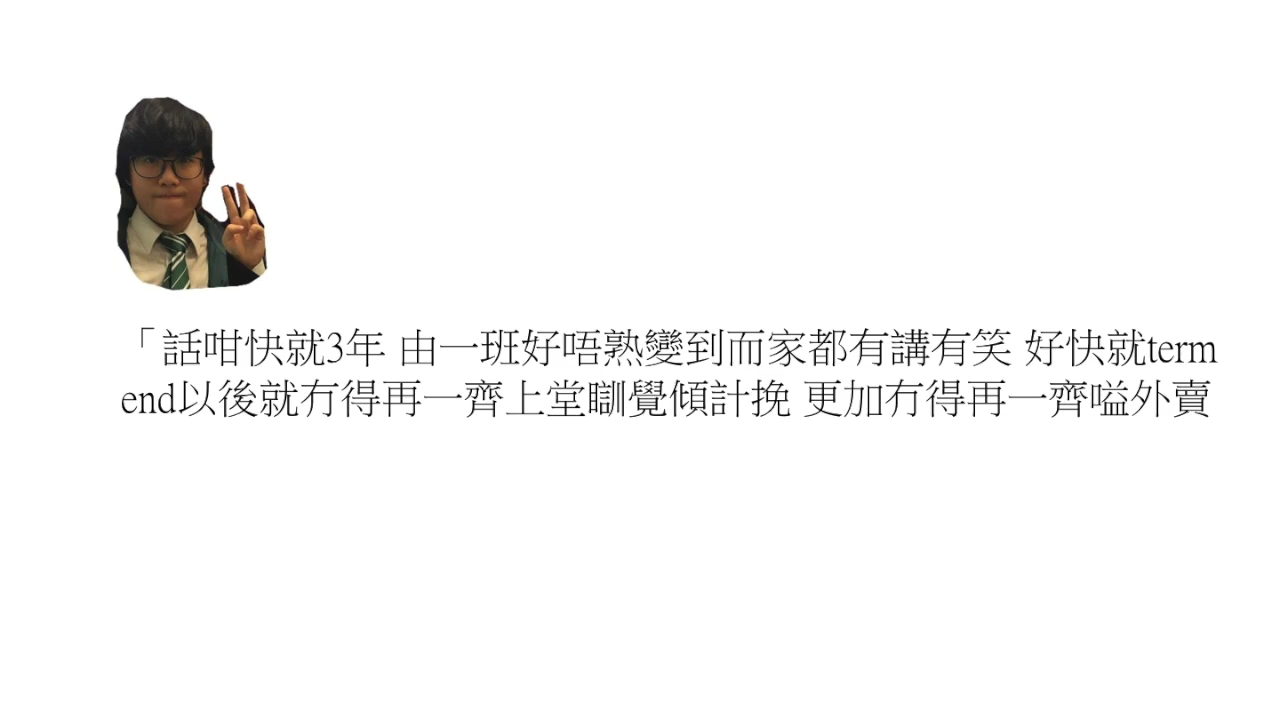 「話咁快就3年 由一班好唔熟變到而家都有講有笑 好快就term
end以後就冇得再一齊上堂瞓覺傾計挽 更加冇得再一齊嗌外賣